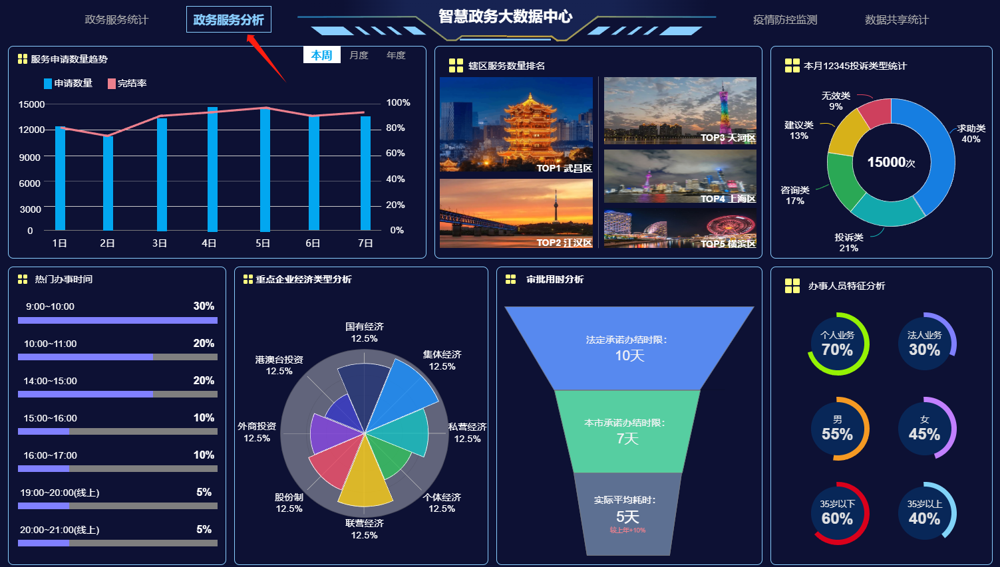 政务服务统计
政务服务分析
智慧政务大数据中心
疫情防控监测
数据共享统计
服务申请数量趋势
本周
月度
年度
申请数量
完结率
15000
12000
9000
6000
3000
0
100%
80%
60%
40%
20%
0%
1日
2日
3日
4日
5日
6日
7日
辖区服务数量排名
TOP1 武昌区
TOP2 江汉区
TOP3 天河区
TOP4 上海区
TOP5 横滨区
本月12345投诉类型统计
无效类
9%
建议类
13%
求助类
40%
15000次
咨询类
17%
投诉类
21%
热门办事时间
9:00~10:00
30%
10:00~11:00
20%
14:00~15:00
20%
15:00~16:00
10%
16:00~17:00
10%
19:00~20:00(线上)
5%
20:00~21:00(线上)
5%
重点企业经济类型分析
国有经济
12.5%
集体经济
12.5%
港澳台投资
12.5%
外商投资
12.5%
私营经济
12.5%
股份制
12.5%
个体经济
12.5%
联营经济
12.5%
审批用时分析
法定承诺办结时限：
10天
本市承诺办结时限：
7天
实际平均耗时：
5天
较上年+10%
办事人员特征分析
个人业务
70%
法人业务
30%
男
55%
女
45%
35岁以下
60%
35岁以上
40%